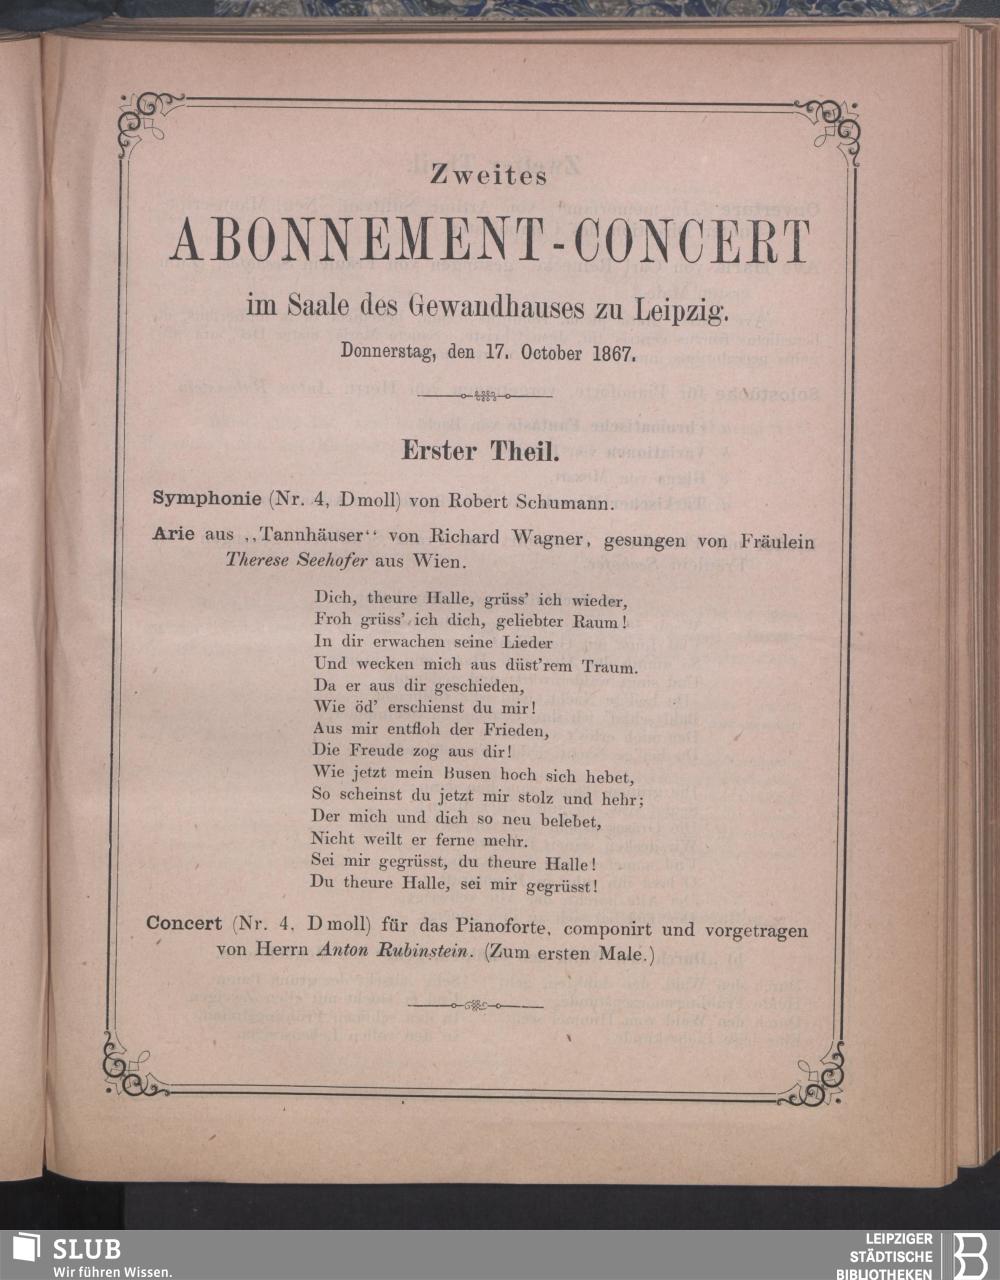 Zweites
ABONNEMENT-CONCERT
im Saale des Gewandhauses zu Leipzig.
Donnerstag, den 17. October 1867.
Erster Theil.
Symphonie (Nr. 4, Dmoll) von Robert Schumann.
Arie aus ,,Tannhäuser“ von Richard Wagner, gesungen von Fräulein
Therese Seehofer aus Wien.
Dich, theure Halle, grüss' ich wieder,
Froh grüss' ich dich, geliebter Raum!
In dir erwachen seine Lieder
Und wecken mich aus düst'rem Traum.
Da er aus dir geschieden,
Wie öd' erschienst du mir!
Aus mir entfloh der Frieden,
Die Freude zog aus dir!
Wie jetzt mein Busen hoch sich hebet,
So scheinst du jetzt mir stolz und hehr;
Der mich und dich so neu belebet,
Nicht weilt er ferne mehr.
Sei mir gegrüsst, du theure Halle!
Du theure Halle, sei mir gegrüsst!
Concert (Nr. 4, Dmoll) für das Pianoforte, componirt und vorgetragen
von Herrn Anton Rubinstein. (Zum ersten Male.)
SLUB
Wir führen Wissen.
LEIPZIGER
STÄDTISCHE
BIBLIOTHEKEN